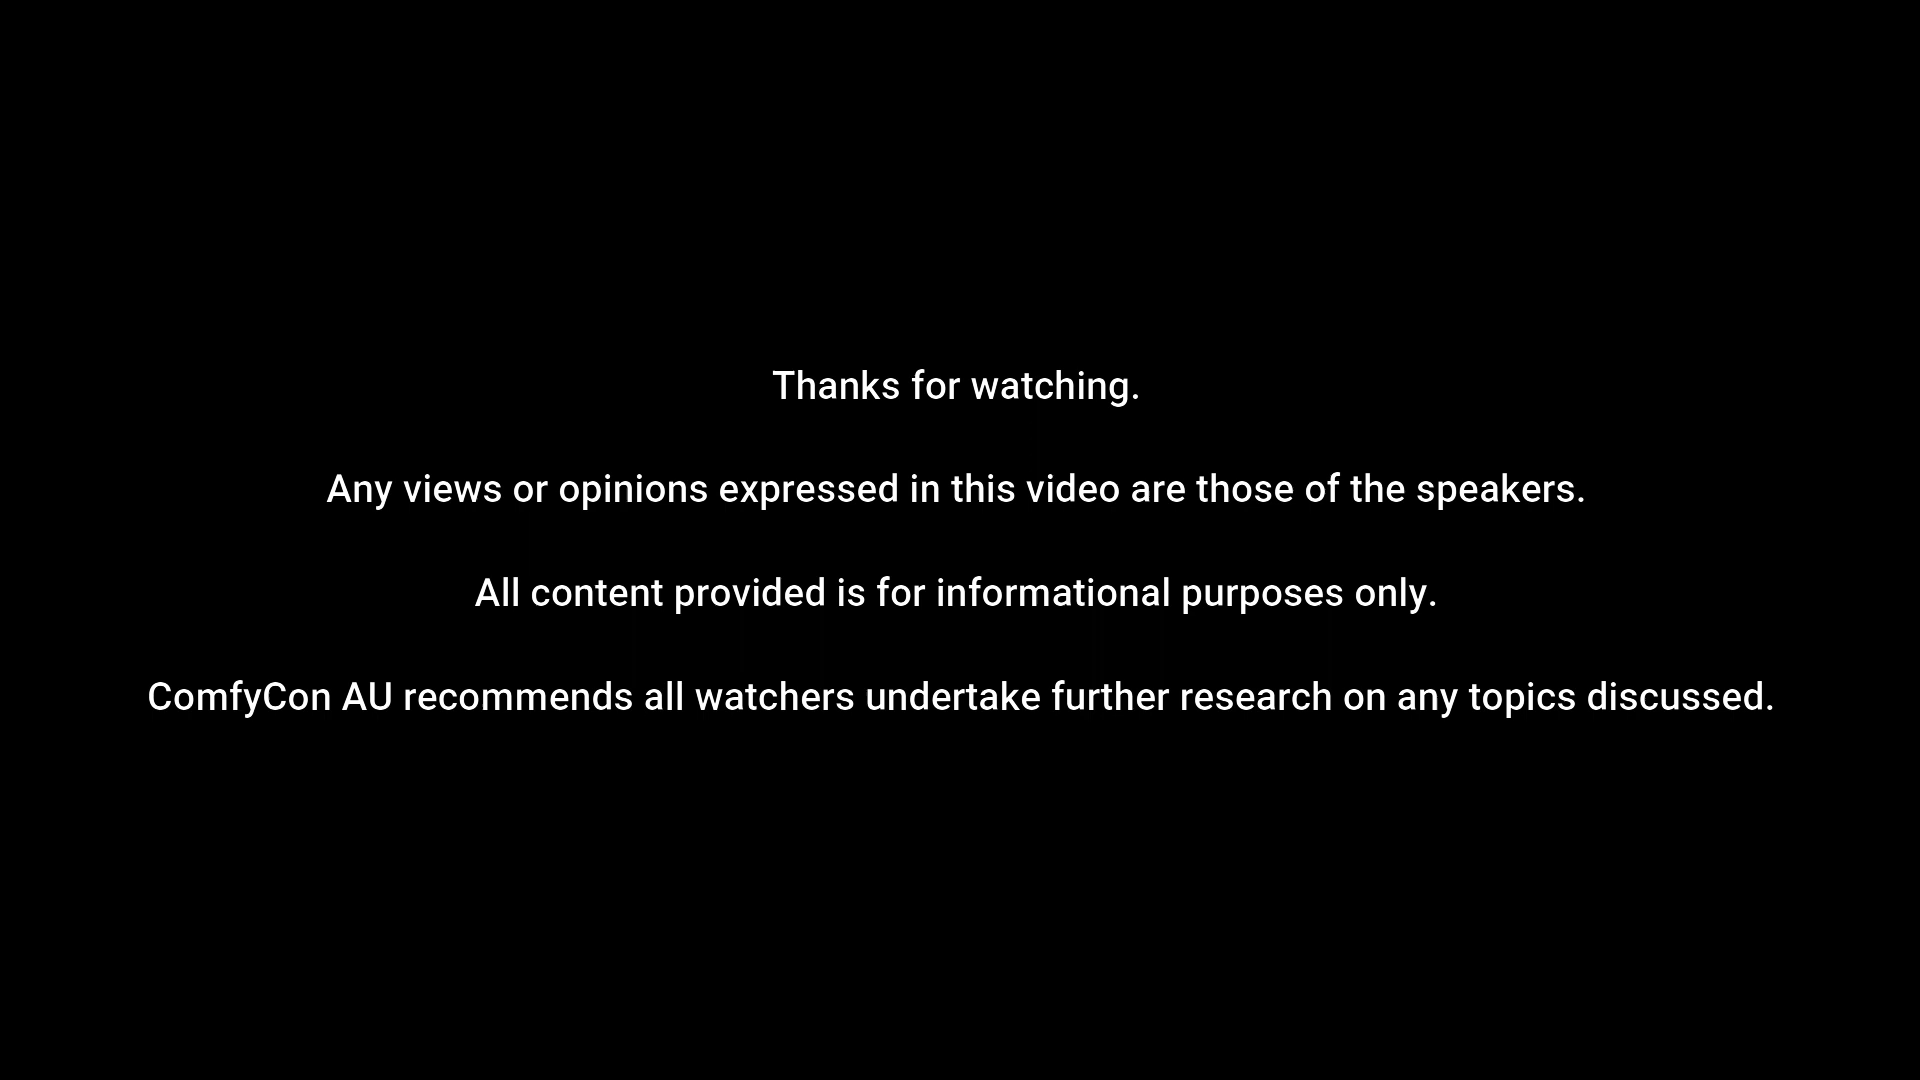 Thanks for watching.
Any views or opinions expressed in this video are those of the speakers.
All content provided is for informational purposes only.
ComfyCon AU recommends all watchers undertake further research on any topics discussed.